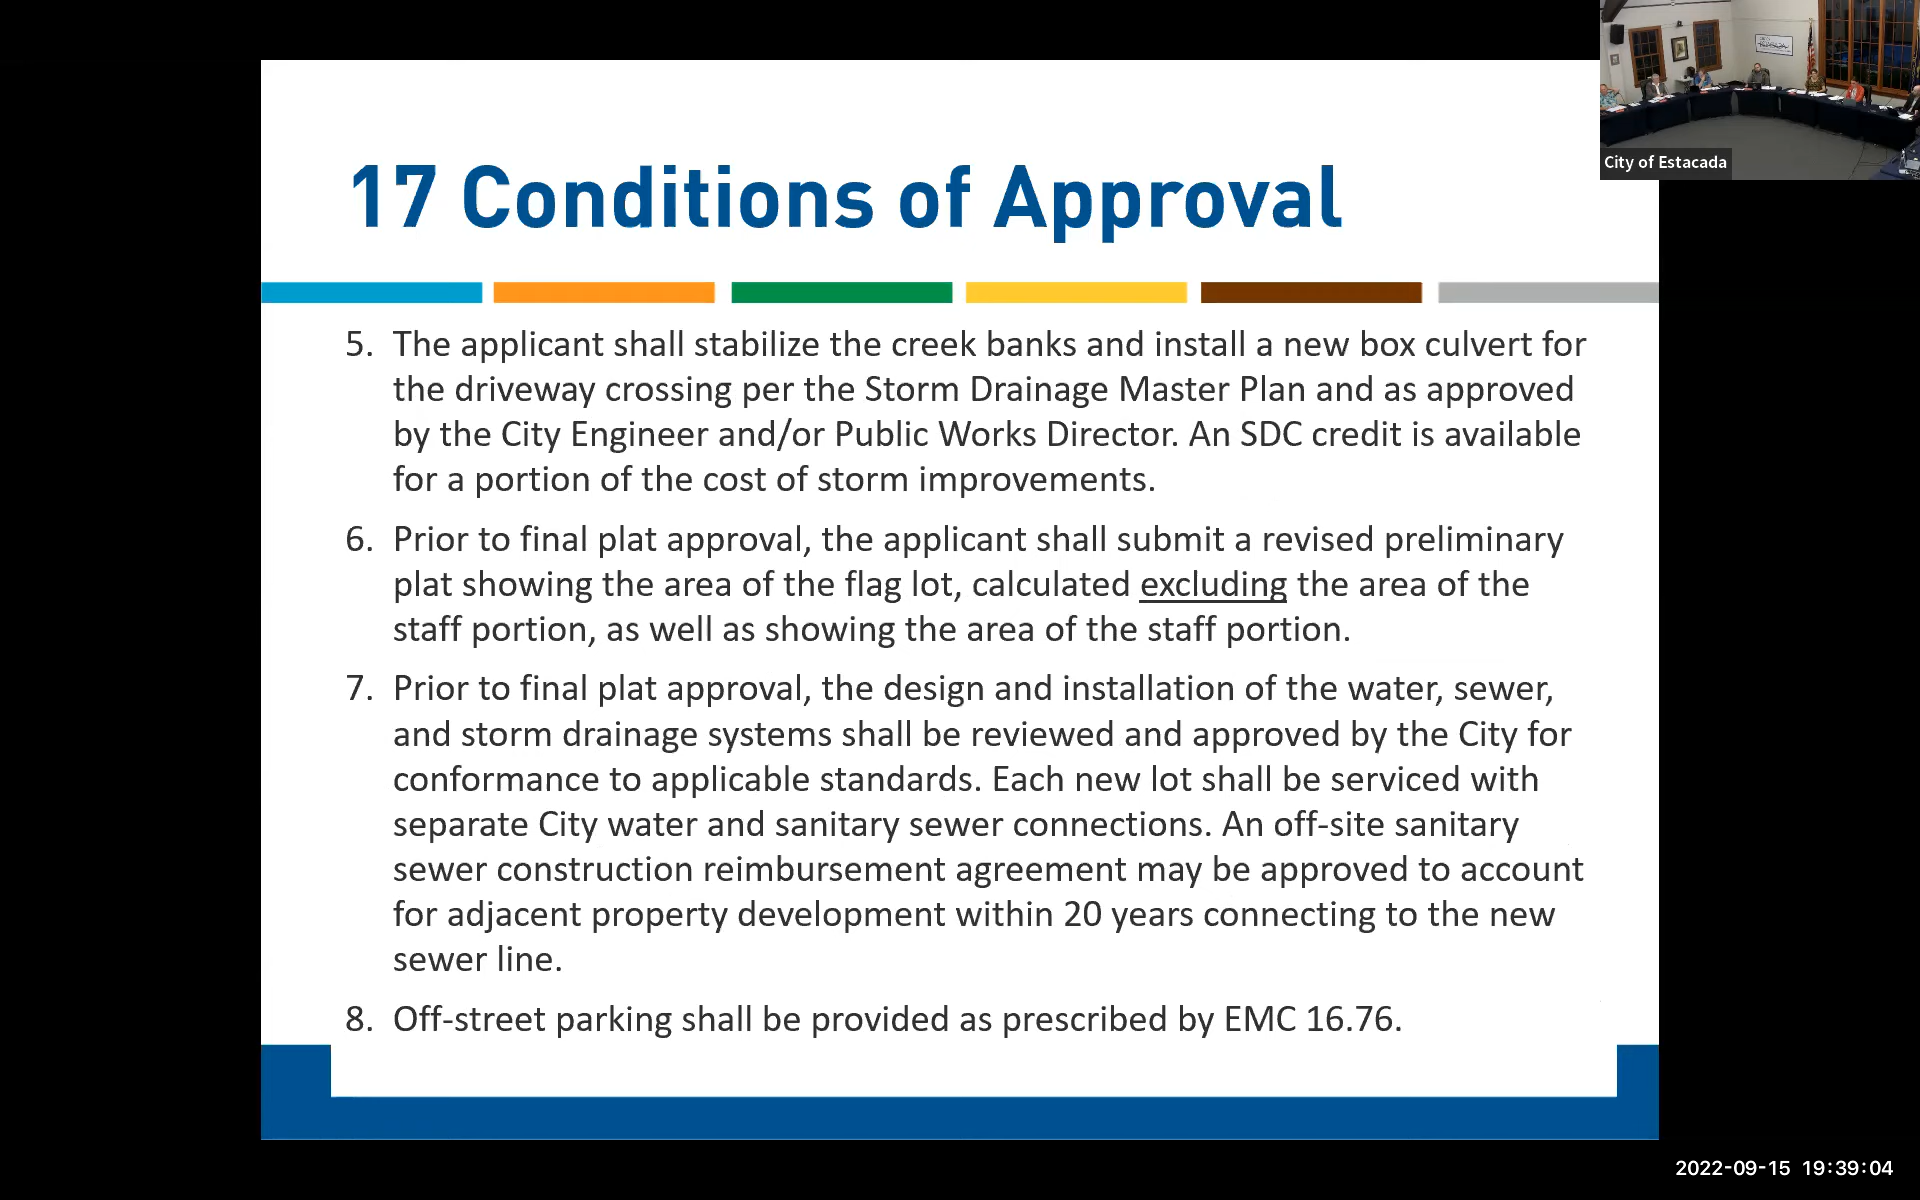 City of Estacada
17 Conditions of Approval
5. The applicant shall stabilize the creek banks and install a new box culvert for
the driveway crossing per the Storm Drainage Master Plan and as approved
by the City Engineer and/or Public Works Director. An SDC credit is available
for a portion of the cost of storm improvements.
6. Prior to final plat approval, the applicant shall submit a revised preliminary
plat showing the area of the flag lot, calculated excluding the area of the
staff portion, as well as showing the area of the staff portion.
7. Prior to final plat approval, the design and installation of the water, sewer,
and storm drainage systems shall be reviewed and approved by the City for
conformance to applicable standards. Each new lot shall be serviced with
separate City water and sanitary sewer connections. An off-site sanitary
sewer construction reimbursement agreement may be approved to account
for adjacent property development within 20 years connecting to the new
sewer line.
8. Off-street parking shall be provided as prescribed by EMC 16.76.
2022-09-15 19:39:04